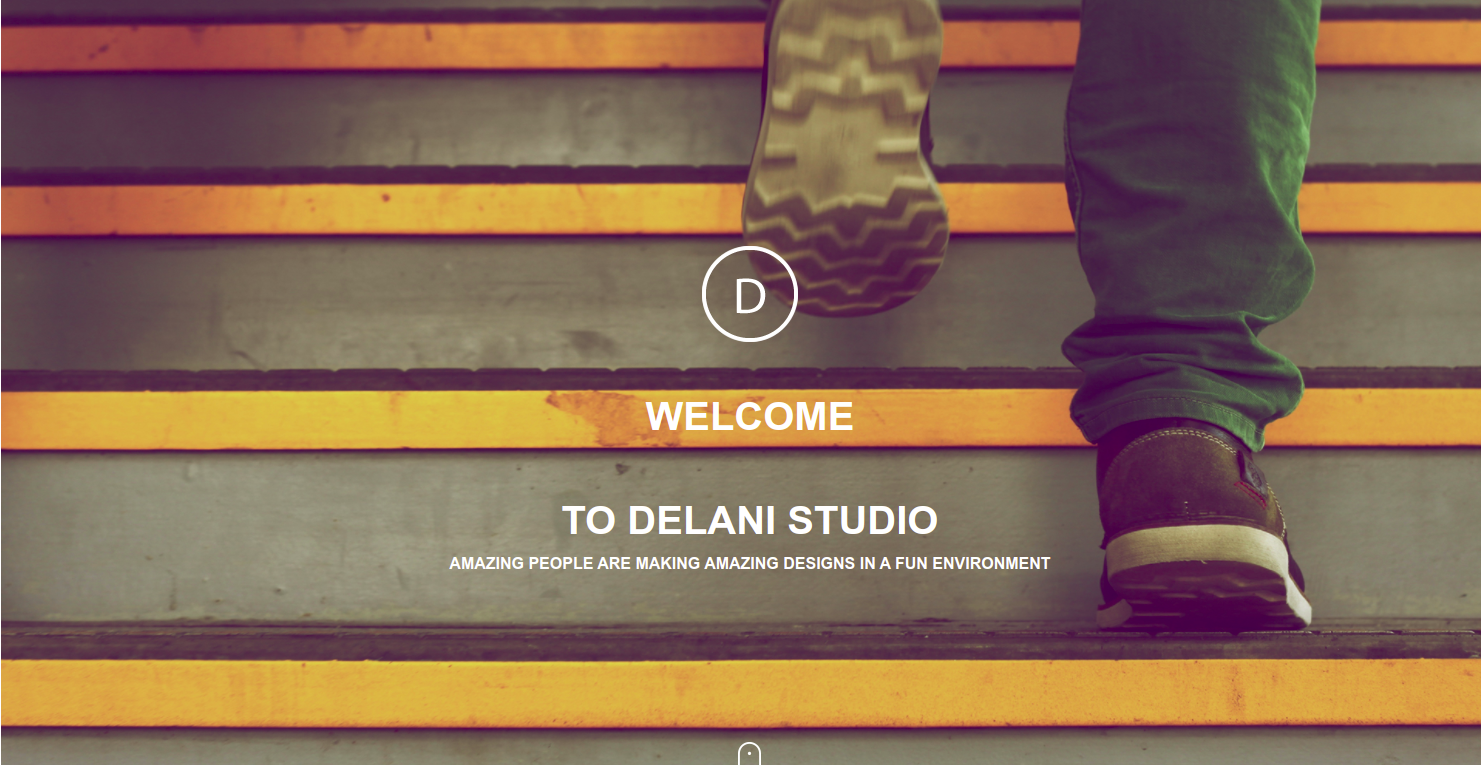 D
WELCOME
TO DELANI STUDIO
AMAZING PEOPLE ARE MAKING AMAZING DESIGNS IN A FUN ENVIRONMENT